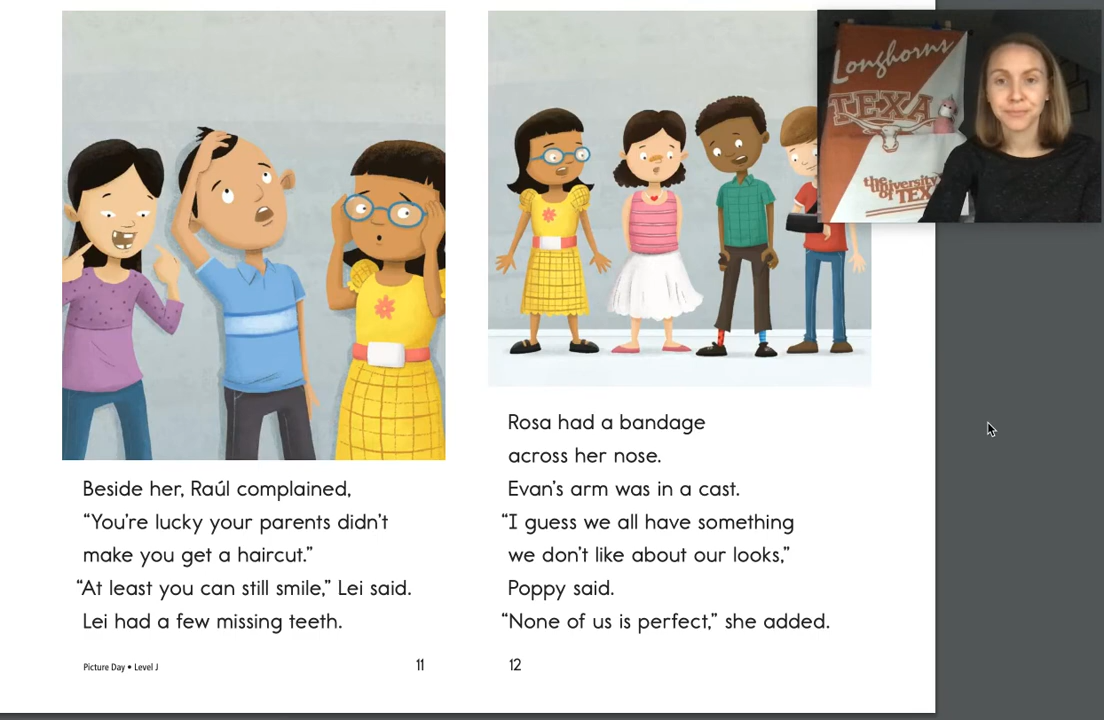 Beside her, Raúl complained,
“You’re lucky your parents didn’t
make you get a haircut.”
“At least you can still smile,” Lei said.
Lei had a few missing teeth.
Picture Day • Level J
11
Rosa had a bandage
across her nose.
Evan’s arm was in a cast.
“I guess we all have something
we don’t like about our looks,”
Poppy said.
“None of us is perfect,” she added.
12
Longhorns
TEXA
the University
of TEX